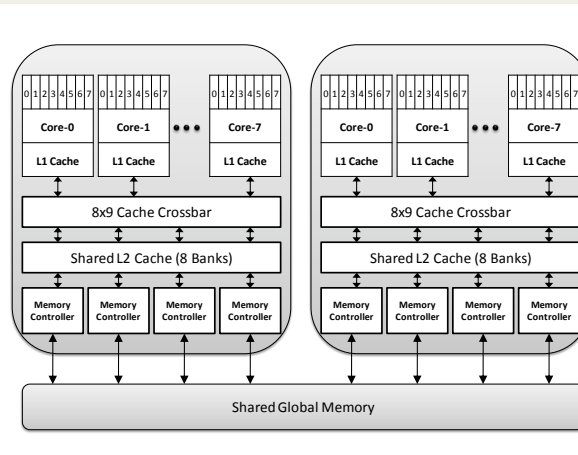 0 1 2 3 4 5 6 7 0 1 2 3 4 5 6 7 0 1 2 3 4 5 6 7 0 1 2 3 4 5 6 7 0 1 2 3 4 5 6 7 0 1 2 3 4 5 6 7
Core-0 Core-1 Core-7 Core-0 Core-1 Core-7
L1 Cache L1 Cache L1 Cache L1 Cache L1 Cache L1 Cache
8x9 Cache Crossbar 8x9 Cache Crossbar
Shared L2 Cache (8 Banks) Shared L2 Cache (8 Banks)
Memory Memory Memory Memory Memory Memory Memory Memory
Controller Controller Controller Controller Controller Controller Controller Controller
Shared Global Memory